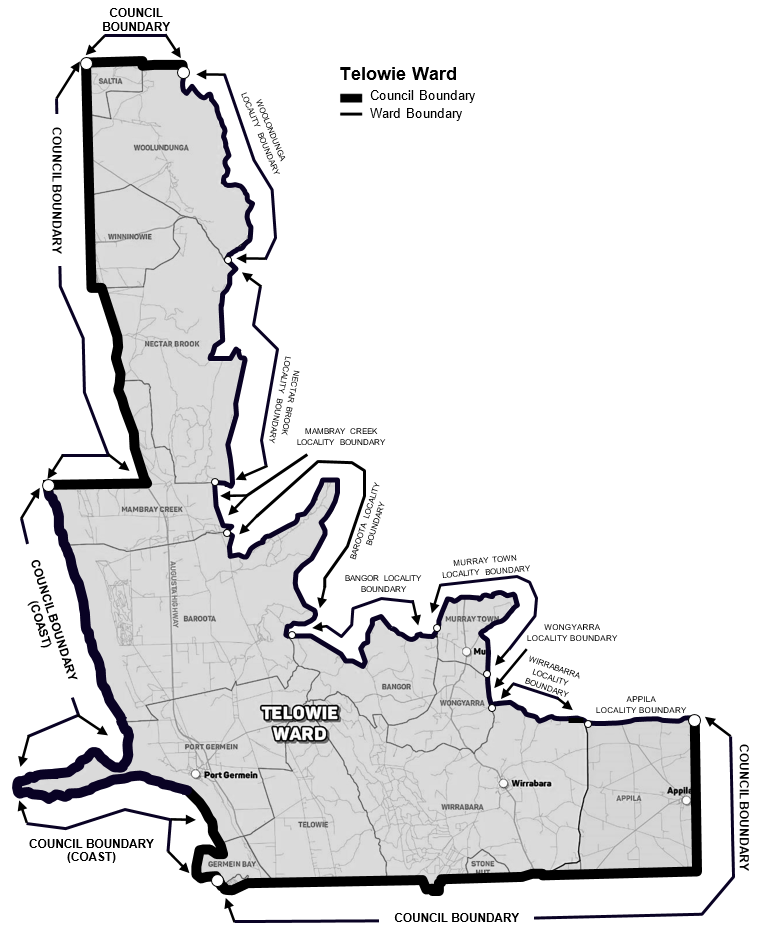 COUNCIL
BOUNDARY
Telowie Ward
Council Boundary
Ward Boundary
SALTIA
WOOLONDUNGA
LOCALITY BOUNDARY
COUNCIL BOUNDARY
WOOLUNDUNGA
WINNINOWIE
NECTAR BROOK
NECTAR BROOK
LOCALITY BOUNDARY
MAMBRAY CREEK
LOCALITY BOUNDARY
MAMBRAY CREEK
BAROOTA LOCALITY
BOUNDARY
COUNCIL BOUNDARY
(COAST)
AUGUSTA HIGHWAY
BAROOTA
BANGOR LOCALITY
BOUNDARY
MURRAY TOWN
LOCALITY BOUNDARY
MURRAY TOWN
Mu
WONGYARRA
LOCALITY BOUNDARY
WIRRABARRA
LOCALITY
BOUNDARY
BANGOR
WONGYARRA
APPILA
LOCALITY BOUNDARY
TELOWIE
WARD
PORT GERMEIN
Port Germein
Wirrabara
WIRRABARA
APPILA
Appila
COUNCIL BOUNDARY
TELOWIE
COUNCIL BOUNDARY
(COAST)
GERMEIN BAY
STONE
HUT
COUNCIL BOUNDARY